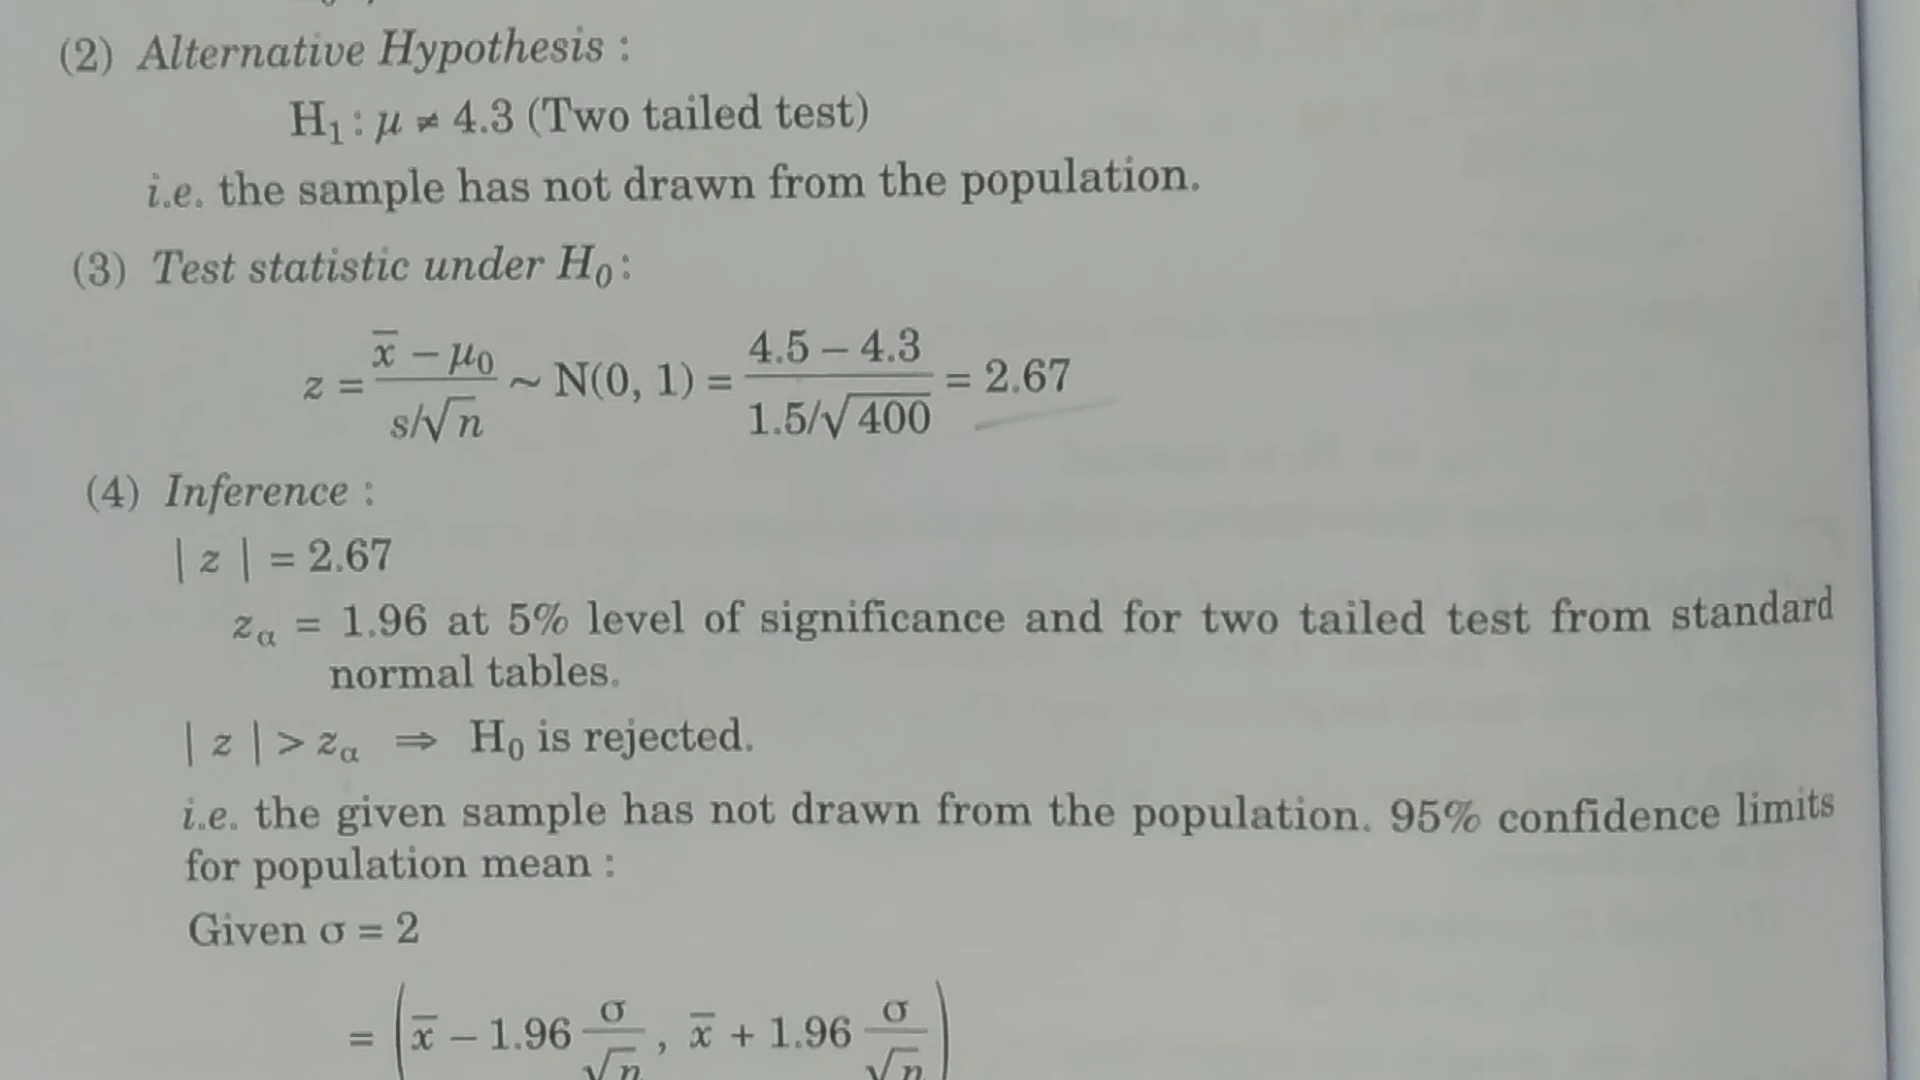 (2) Alternative Hypothesis :
H₁ : μ ≠ 4.3 (Two tailed test)
i.e. the sample has not drawn from the population.
(3) Test statistic under H₀ :
z = (x̄ − μ₀)/(s/√n) ~ N(0, 1) = (4.5 – 4.3)/(1.5/√400) = 2.67
(4) Inference :
| z | = 2.67
zα = 1.96 at 5% level of significance and for two tailed test from standard
normal tables.
| z | > zα ⇒ H₀ is rejected.
i.e. the given sample has not drawn from the population. 95% confidence limits
for population mean :
Given σ = 2
= (x̄ – 1.96 σ/√n , x̄ + 1.96 σ/√n)